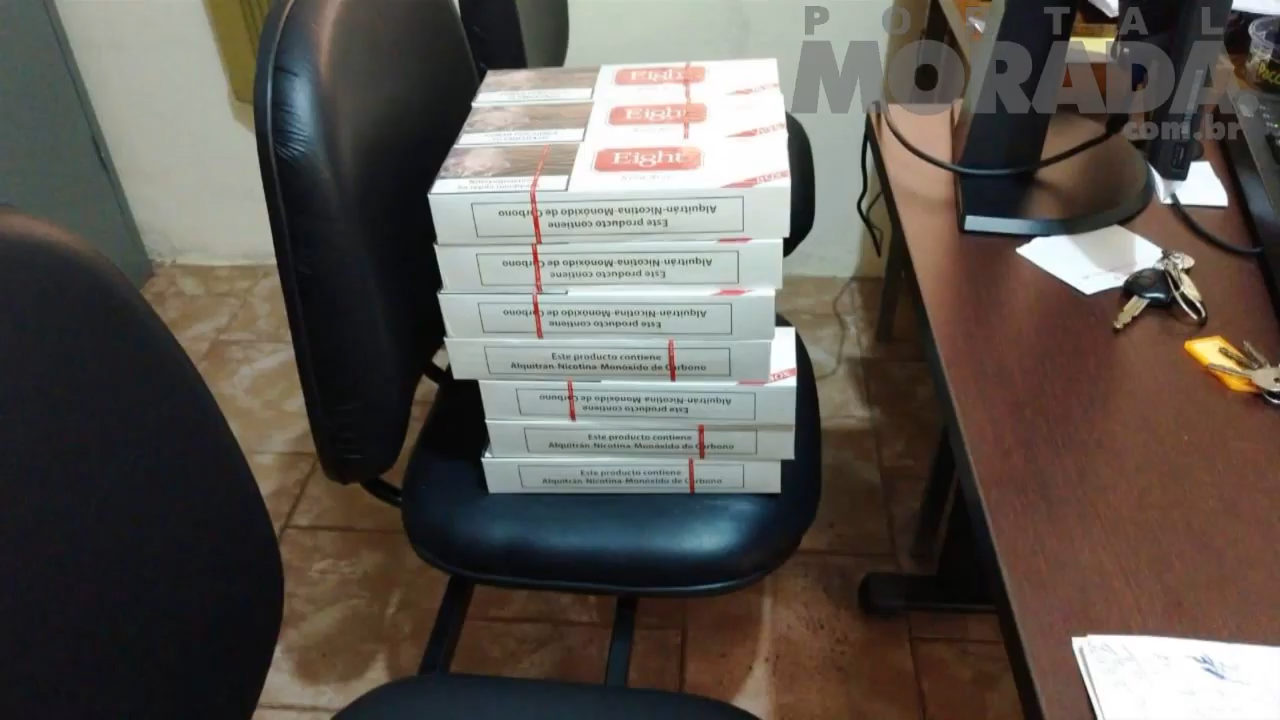 PORTAL
MORADA
.com.br
Eight
Eight
Eight
BOX
Este producto contiene
Alquitrán-Nicotina-Monóxido de Carbono
Este producto contiene
Alquitrán-Nicotina-Monóxido de Carbono
Este producto contiene
Alquitrán-Nicotina-Monóxido de Carbono
Este producto contiene
Alquitrán-Nicotina-Monóxido de Carbono
BOX
Este producto contiene
Alquitrán-Nicotina-Monóxido de Carbono
Este producto contiene
Alquitrán-Nicotina-Monóxido de Carbono
Este producto contiene
Alquitrán-Nicotina-Monóxido de Carbono